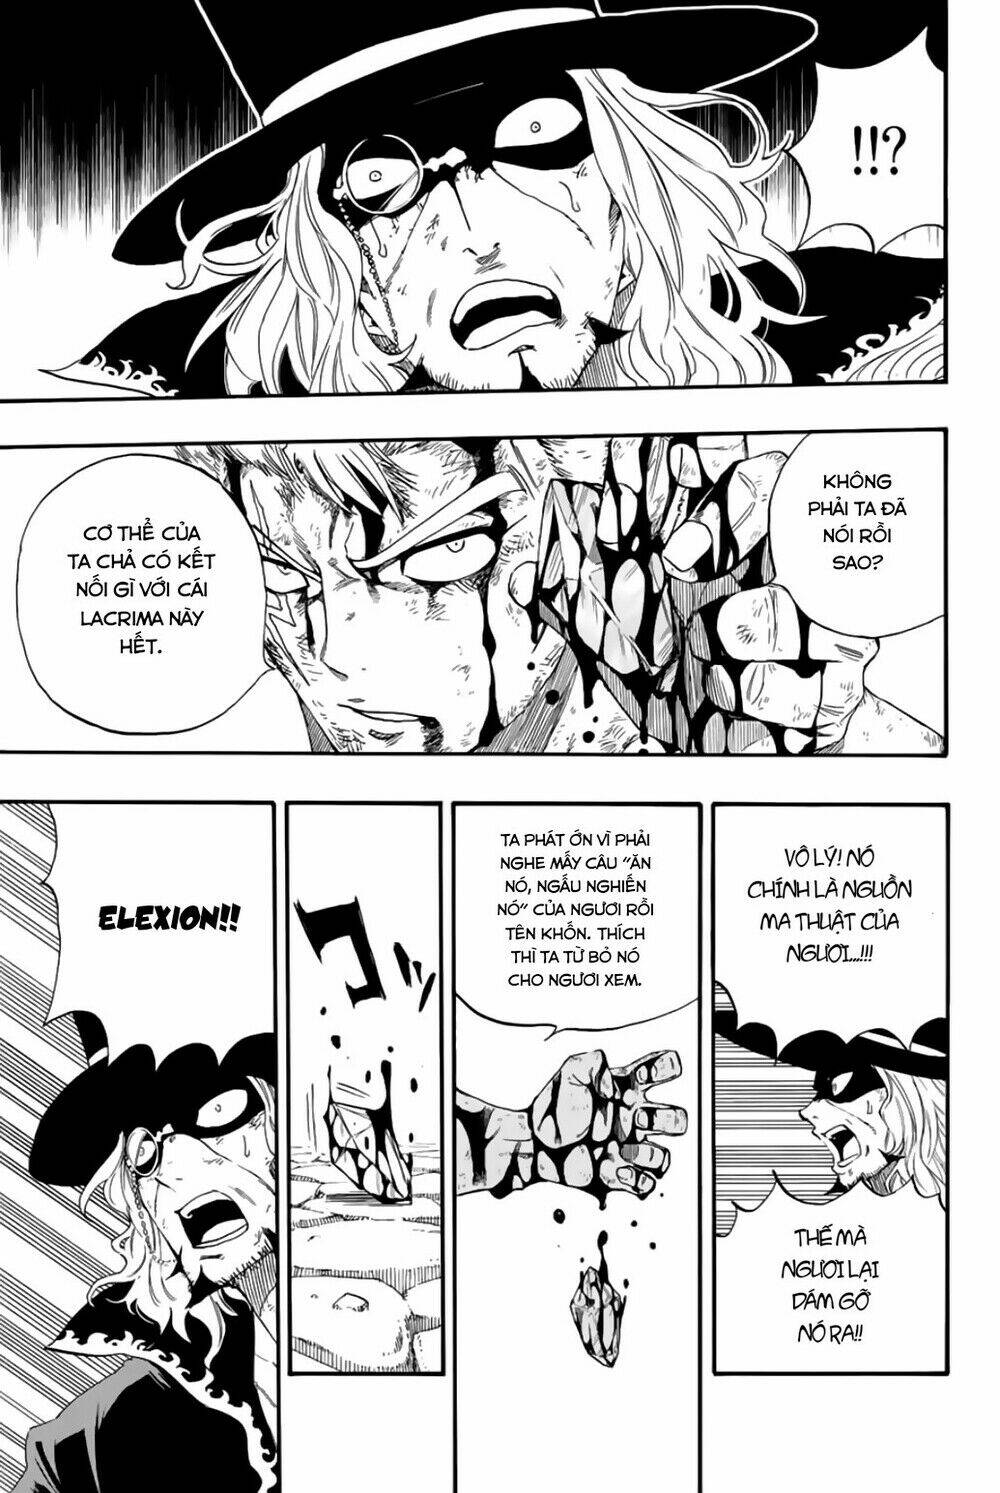 !!?
KHÔNG
PHẢI TA ĐÃ
NÓI RỒI
SAO?
CƠ THỂ CỦA
TA CHẢ CÓ KẾT
NỐI GÌ VỚI CÁI
LACRIMA NÀY
HẾT.
VÔ LÝ! NÓ
CHÍNH LÀ NGUỒN
MA THUẬT CỦA
NGƯƠI...!!!
THẾ MÀ
NGƯƠI LẠI
DÁM GỠ
NÓ RA!!
TA PHÁT ỚN VÌ PHẢI
NGHE MẤY CÂU “ĂN
NÓ, NGẤU NGHIẾN
NÓ” CỦA NGƯƠI RỒI
TÊN KHỐN. THÍCH
THÌ TA TỪ BỎ NÓ
CHO NGƯƠI XEM.
ELEXION!!